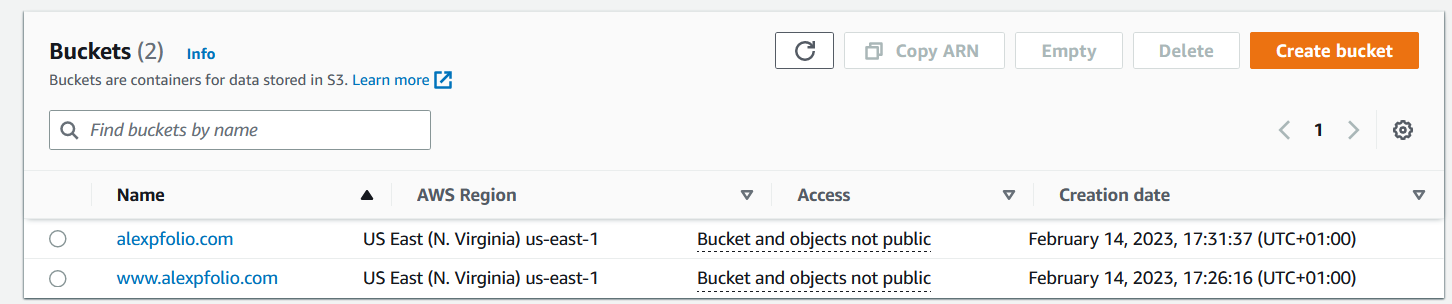 Buckets (2) Info
Copy ARN Empty Delete Create bucket
Buckets are containers for data stored in S3. Learn more
Find buckets by name
1
Name AWS Region Access Creation date
alexpfolio.com US East (N. Virginia) us-east-1 Bucket and objects not public February 14, 2023, 17:31:37 (UTC+01:00)
www.alexpfolio.com US East (N. Virginia) us-east-1 Bucket and objects not public February 14, 2023, 17:26:16 (UTC+01:00)